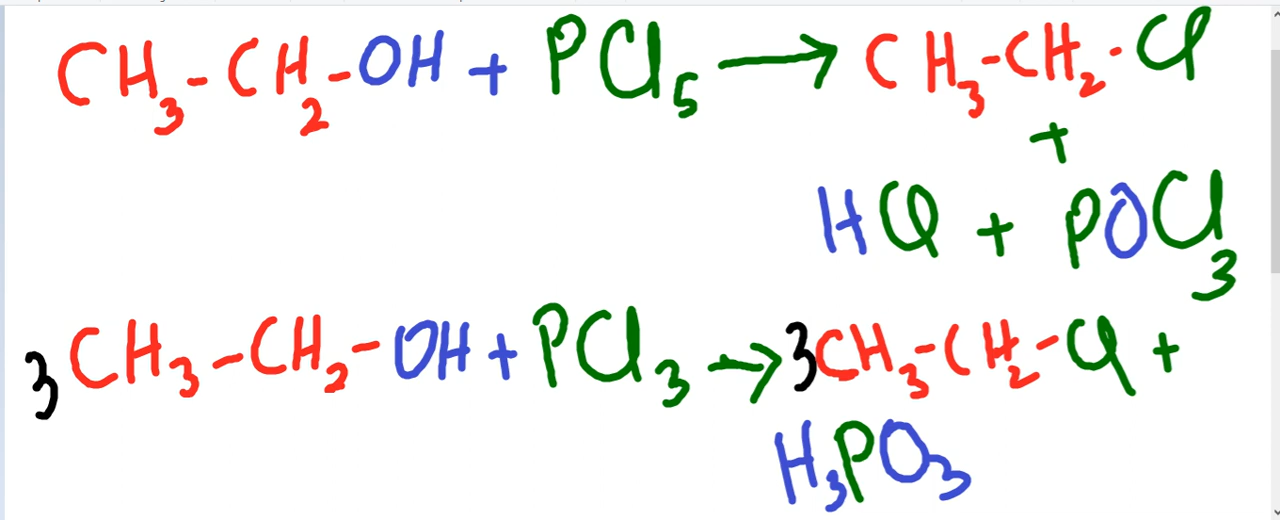 CH₃-CH₂-OH + PCl₅ → CH₃-CH₂-Cl
+
HCl + POCl₃
3CH₃-CH₂-OH + PCl₃ → 3CH₃-CH₂-Cl +
H₃PO₃